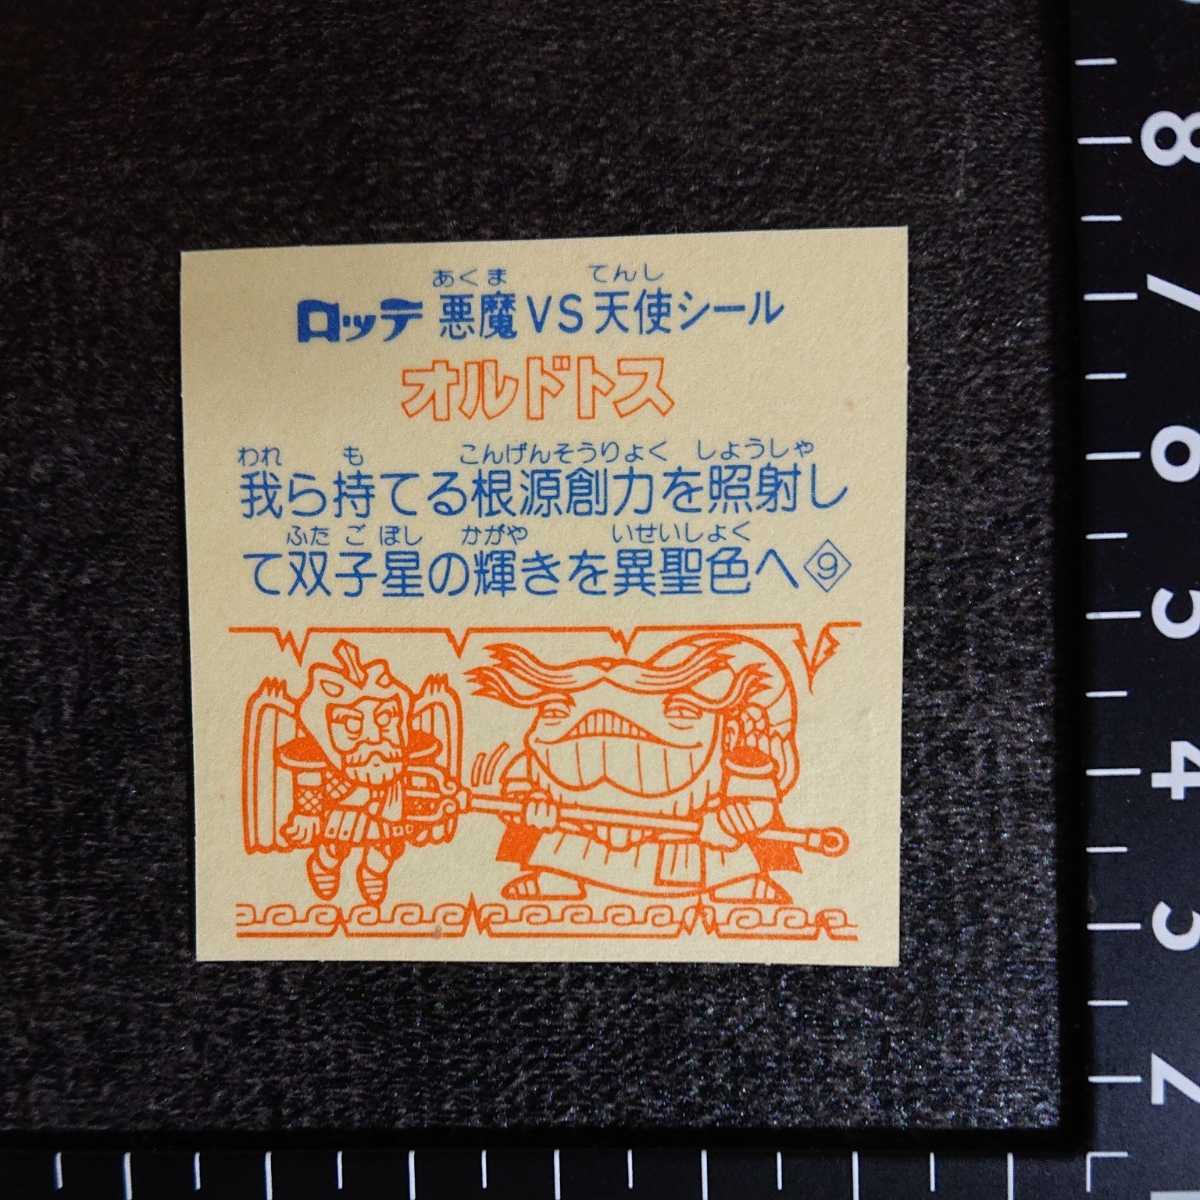 あくま てんし
ロッテ 悪魔VS天使シール
オルドトス
われ も こんげんそうりょく しょうしゃ
我ら持てる根源創力を照射し
ふた ご ぼし かがや いせいしょく
て双子星の輝きを異聖色へ⑨
8
7
6
5
4
3
2